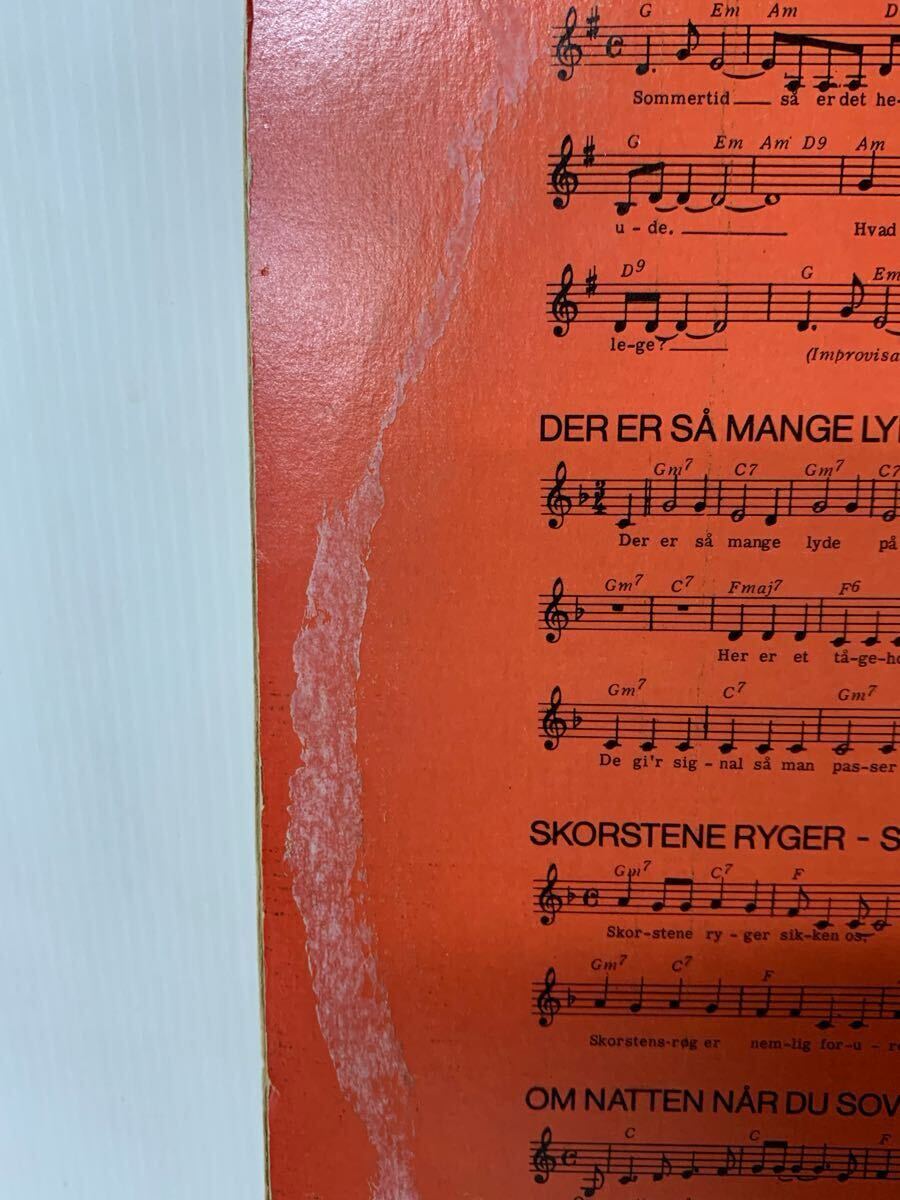 G Em Am D
Sommertid så er det he-
G Em Am D9 Am
u - de. Hvad
D9 G Em
le-ge?
(Improvisa
DER ER SÅ MANGE LY
Gm7 C7 Gm7 C7
Der er så mange lyde på
Gm7 C7 Fmaj7 F6
Her er et tå-ge-ho
Gm7 C7 Gm7
De gi'r sig - nal så man pas-ser
SKORSTENE RYGER - S
Gm7 C7 F
Skor-stene ry - ger sik-ken os.
Gm7 C7 F
Skorstens-røg er nem-lig for-u - re
OM NATTEN NÅR DU SOV
C C F